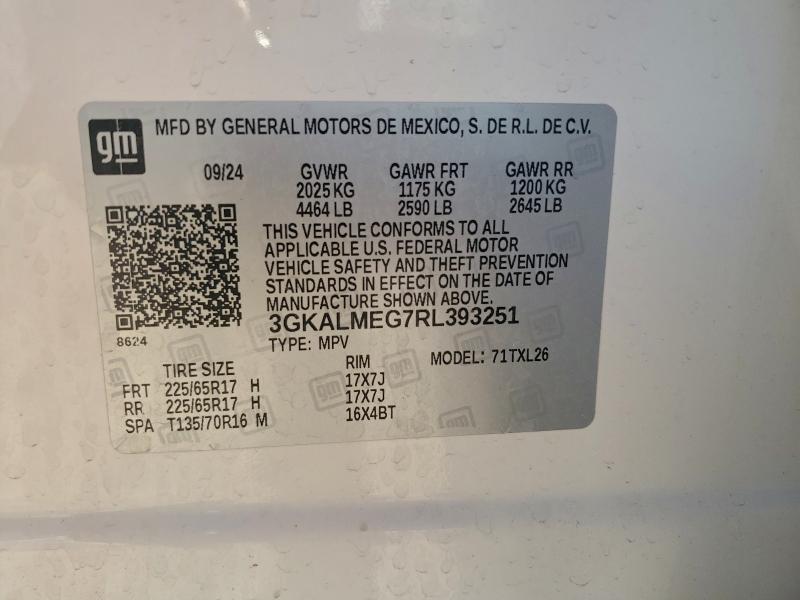 gm MFD BY GENERAL MOTORS DE MEXICO, S. DE R.L. DE C.V.
09/24 GVWR GAWR FRT GAWR RR
2025 KG 1175 KG 1200 KG
4464 LB 2590 LB 2645 LB
THIS VEHICLE CONFORMS TO ALL
APPLICABLE U.S. FEDERAL MOTOR
VEHICLE SAFETY AND THEFT PREVENTION
STANDARDS IN EFFECT ON THE DATE OF
MANUFACTURE SHOWN ABOVE.
3GKALMEG7RL393251
8624
TYPE: MPV MODEL: 71TXL26
TIRE SIZE RIM
FRT 225/65R17 H 17X7J
RR 225/65R17 H 17X7J
SPA T135/70R16 M 16X4BT